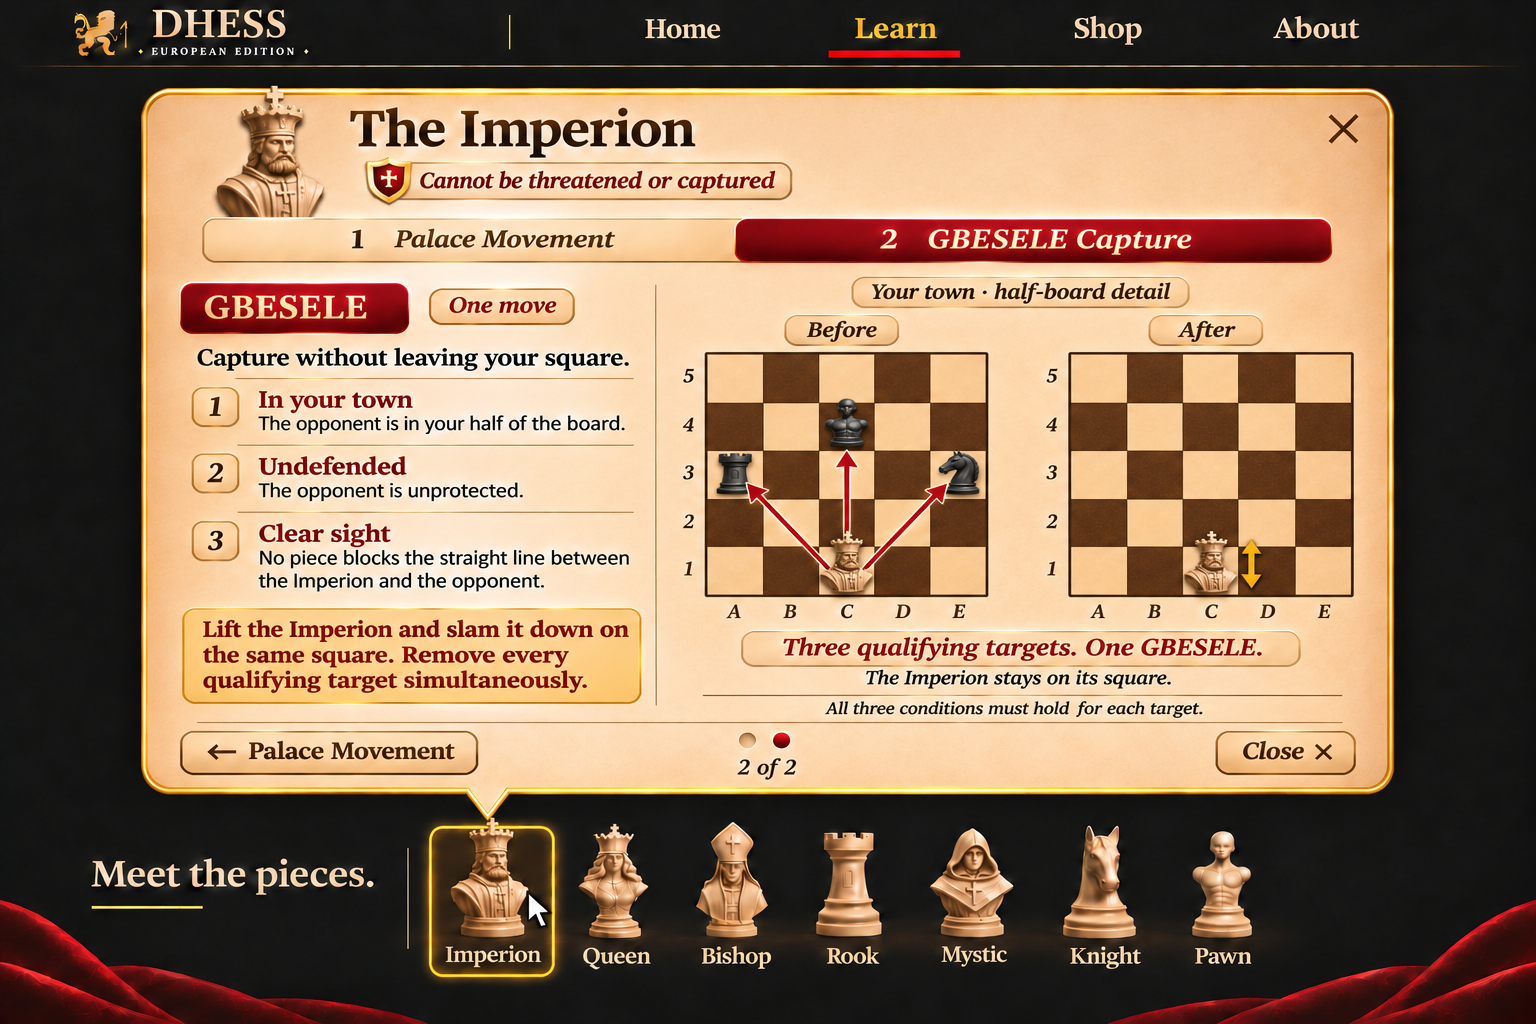 DHESS
EUROPEAN EDITION
Home
Learn
Shop
About
The Imperion
Cannot be threatened or captured
1 Palace Movement
2 GBESELE Capture
GBESELE
One move
Capture without leaving your square.
1
In your town
The opponent is in your half of the board.
2
Undefended
The opponent is unprotected.
3
Clear sight
No piece blocks the straight line between
the Imperion and the opponent.
Lift the Imperion and slam it down on
the same square. Remove every
qualifying target simultaneously.
Your town · half-board detail
Before
5
4
3
2
1
A B C D E
After
5
4
3
2
1
A B C D E
Three qualifying targets. One GBESELE.
The Imperion stays on its square.
All three conditions must hold for each target.
← Palace Movement
2 of 2
Close ×
Meet the pieces.
Imperion
Queen
Bishop
Rook
Mystic
Knight
Pawn